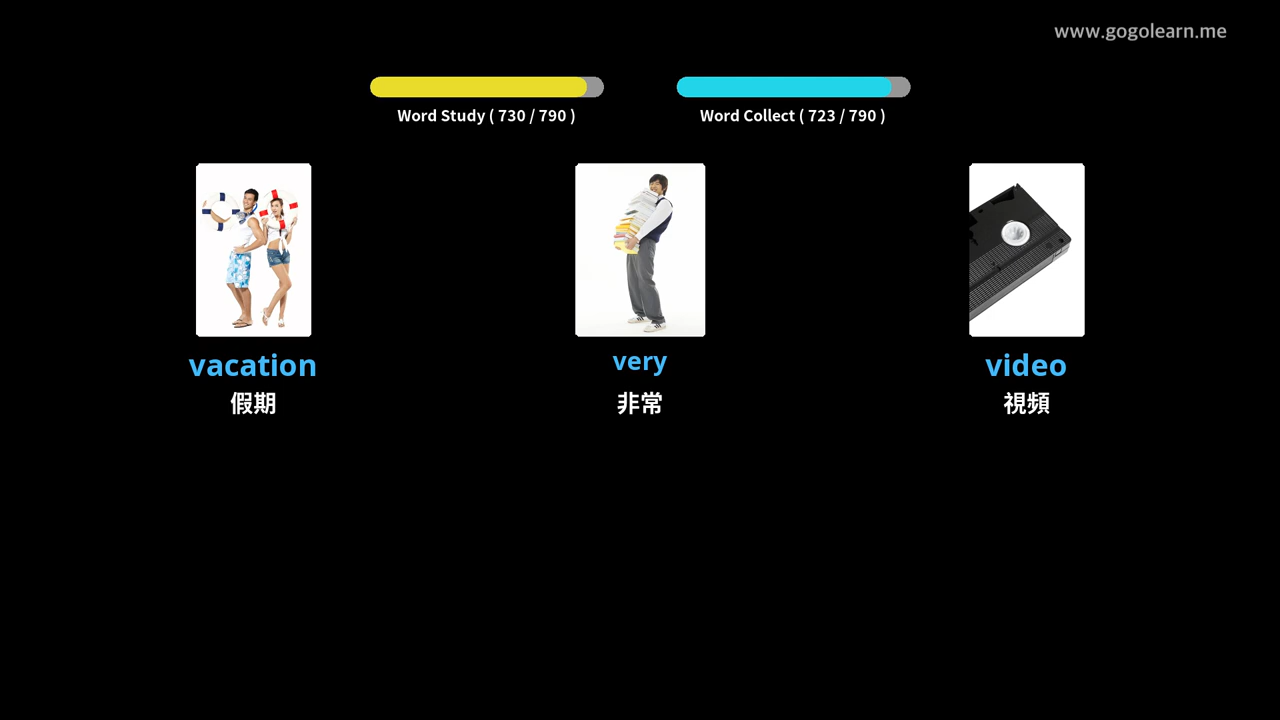 www.gogolearn.me
Word Study ( 730 / 790 )
Word Collect ( 723 / 790 )
vacation
假期
very
非常
video
視頻